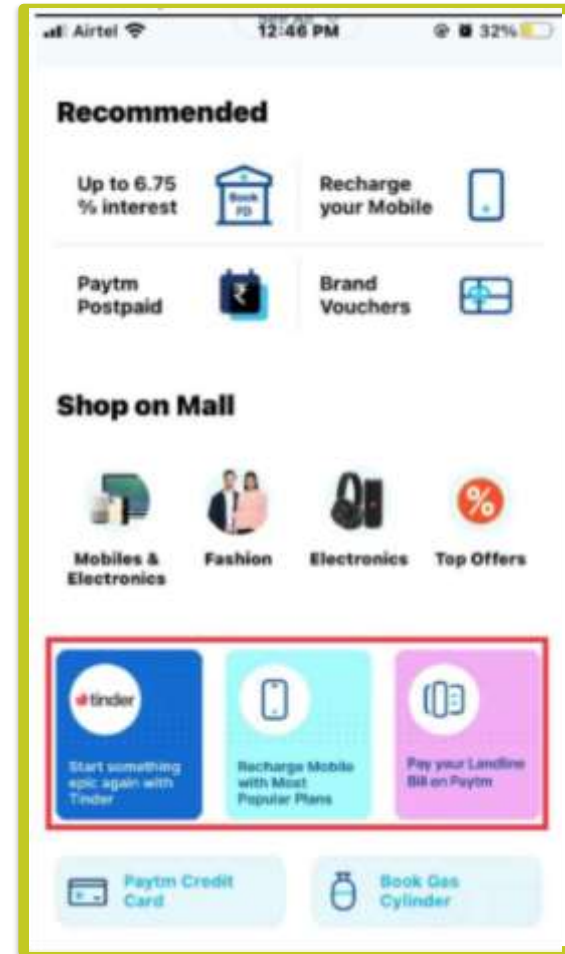 Airtel 12:46 PM 32%
Recommended
Up to 6.75
% interest
Book
FD
Recharge
your Mobile
Paytm
Postpaid
₹
Brand
Vouchers
Shop on Mall
%
Mobiles &
Electronics
Fashion
Electronics
Top Offers
tinder
Start something
epic again with
Tinder
Recharge Mobile
with Most
Popular Plans
Pay your Landline
Bill on Paytm
Paytm Credit
Card
Book Gas
Cylinder